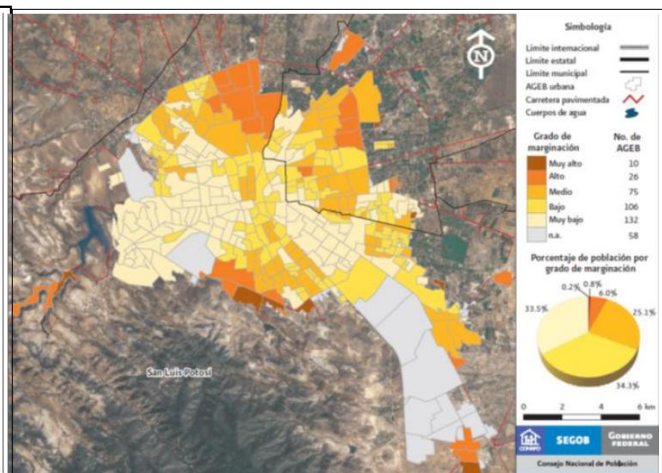 N
San Luis Potosí
Simbología
Límite internacional
Límite estatal
Límite municipal
AGEB urbana
Carretera pavimentada
Cuerpos de agua
Grado de marginación No. de AGEB
Muy alto 10
Alto 26
Medio 75
Bajo 106
Muy bajo 132
n.a. 58
Porcentaje de población por
grado de marginación
0.2% 0.8% 6.0%
33.5% 25.1%
34.3%
0 2 4 6 km
CONAPO SEGOB GOBIERNO
FEDERAL
Consejo Nacional de Población